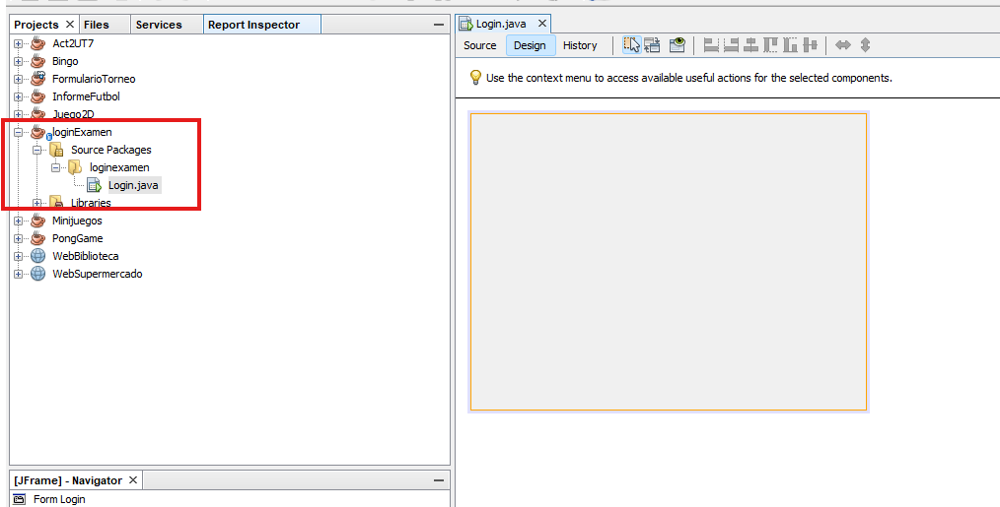 Projects Files Services Report Inspector
Act2UT7
Bingo
FormularioTorneo
InformeFutbol
Juego2D
loginExamen
Source Packages
loginexamen
Login.java
Libraries
Minijuegos
PongGame
WebBiblioteca
WebSupermercado
[JFrame] - Navigator
Form Login
Login.java
Source Design History
Use the context menu to access available useful actions for the selected components.